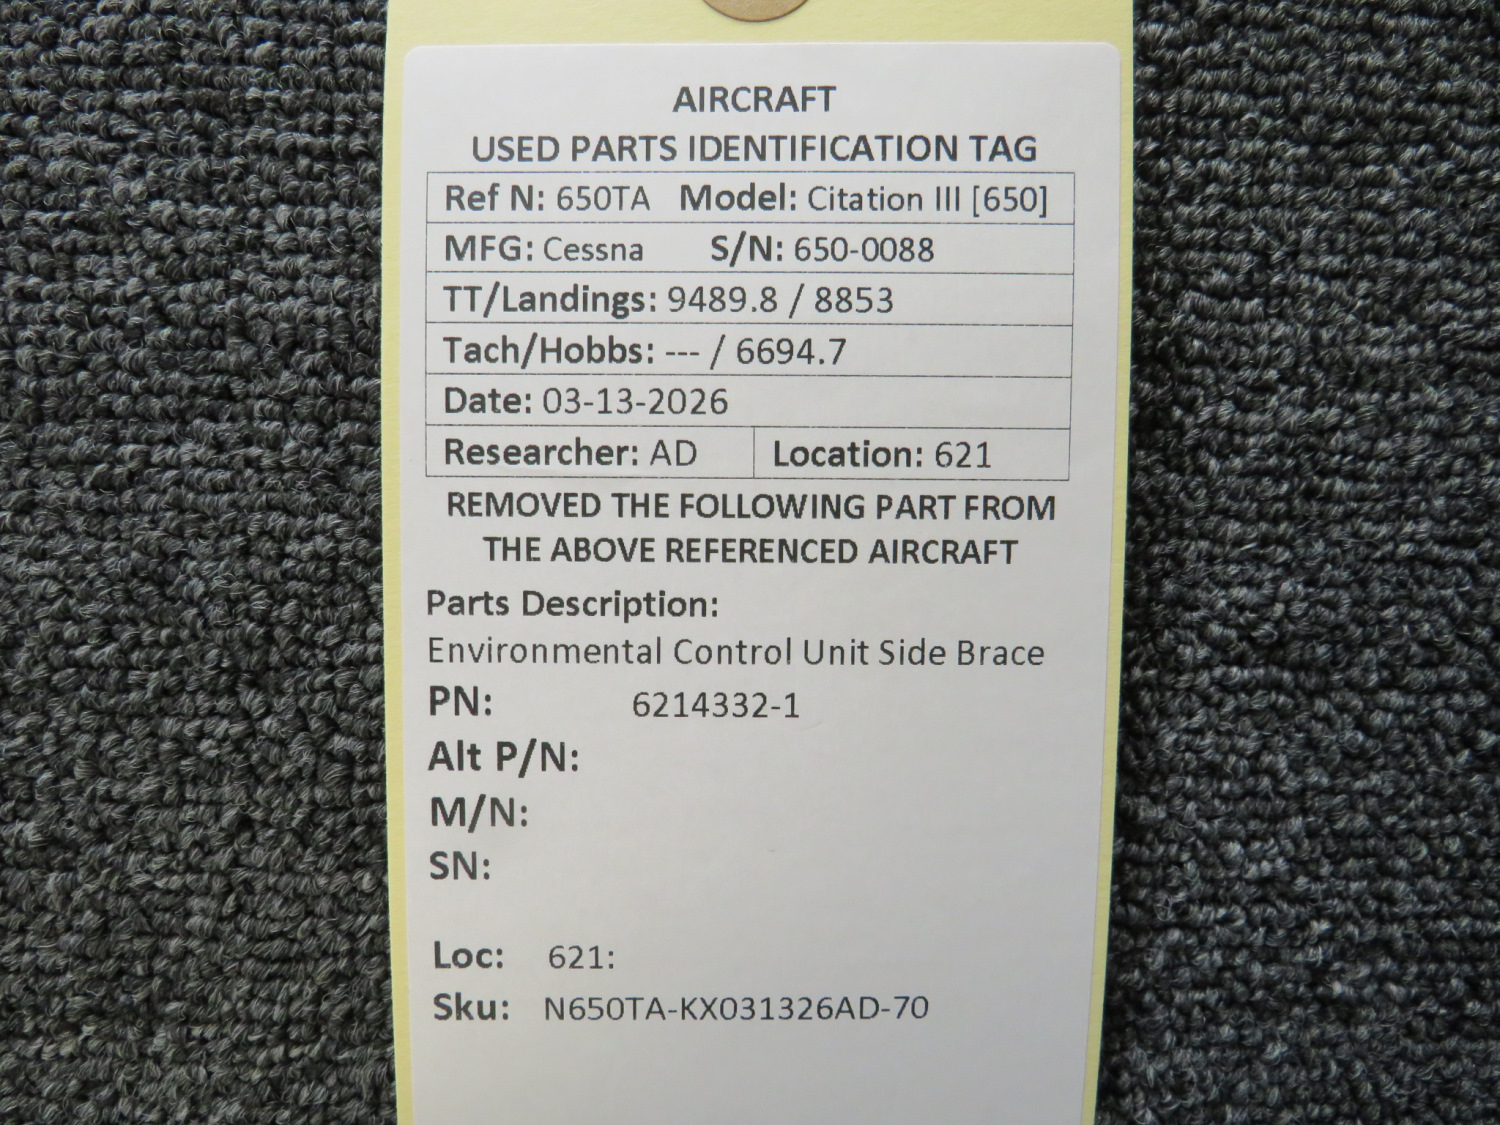 AIRCRAFT
USED PARTS IDENTIFICATION TAG
Ref N: 650TA Model: Citation III [650]
MFG: Cessna S/N: 650-0088
TT/Landings: 9489.8 / 8853
Tach/Hobbs: --- / 6694.7
Date: 03-13-2026
Researcher: AD Location: 621
REMOVED THE FOLLOWING PART FROM
THE ABOVE REFERENCED AIRCRAFT
Parts Description:
Environmental Control Unit Side Brace
PN: 6214332-1
Alt P/N:
M/N:
SN:
Loc: 621:
Sku: N650TA-KX031326AD-70